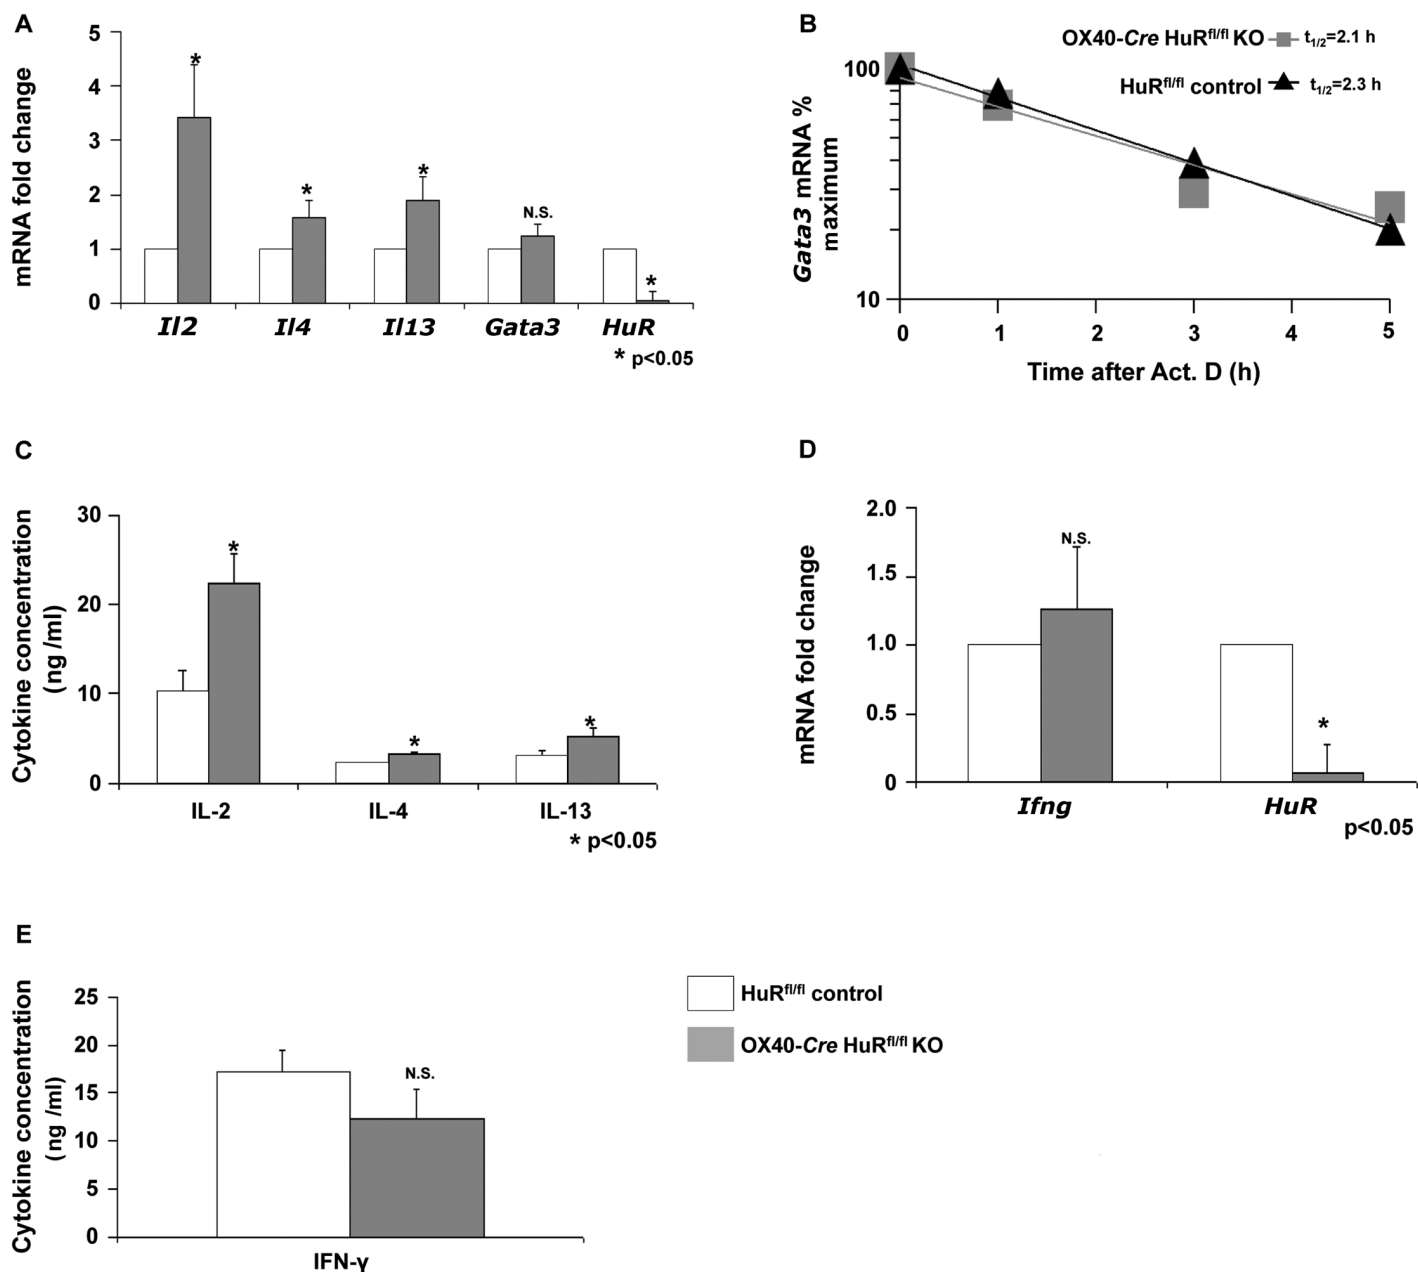 A
mRNA fold change
5
4
3
2
1
0
*
*
*
N.S.
*
Il2 Il4 Il13 Gata3 HuR
* p<0.05
B
OX40-Cre HuRfl/fl KO t1/2=2.1 h
HuRfl/fl control t1/2=2.3 h
Gata3 mRNA %
maximum
100
10
0 1 2 3 4 5
Time after Act. D (h)
C
Cytokine concentration
(ng /ml)
30
20
10
0
*
*
*
IL-2 IL-4 IL-13
* p<0.05
D
mRNA fold change
2.0
1.5
1.0
0.5
0
N.S.
*
Ifng HuR
p<0.05
E
Cytokine concentration
(ng /ml)
25
20
15
10
5
0
N.S.
IFN-γ
HuRfl/fl control
OX40-Cre HuRfl/fl KO